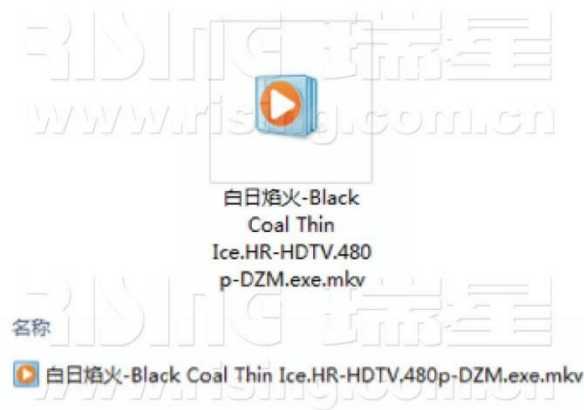 RISING 瑞星
www.rising.com.cn
白日焰火-Black
Coal Thin
Ice.HR-HDTV.480
p-DZM.exe.mkv
RISING 瑞星
名称
白日焰火-Black Coal Thin Ice.HR-HDTV.480p-DZM.exe.mkv
www.rising.com.cn